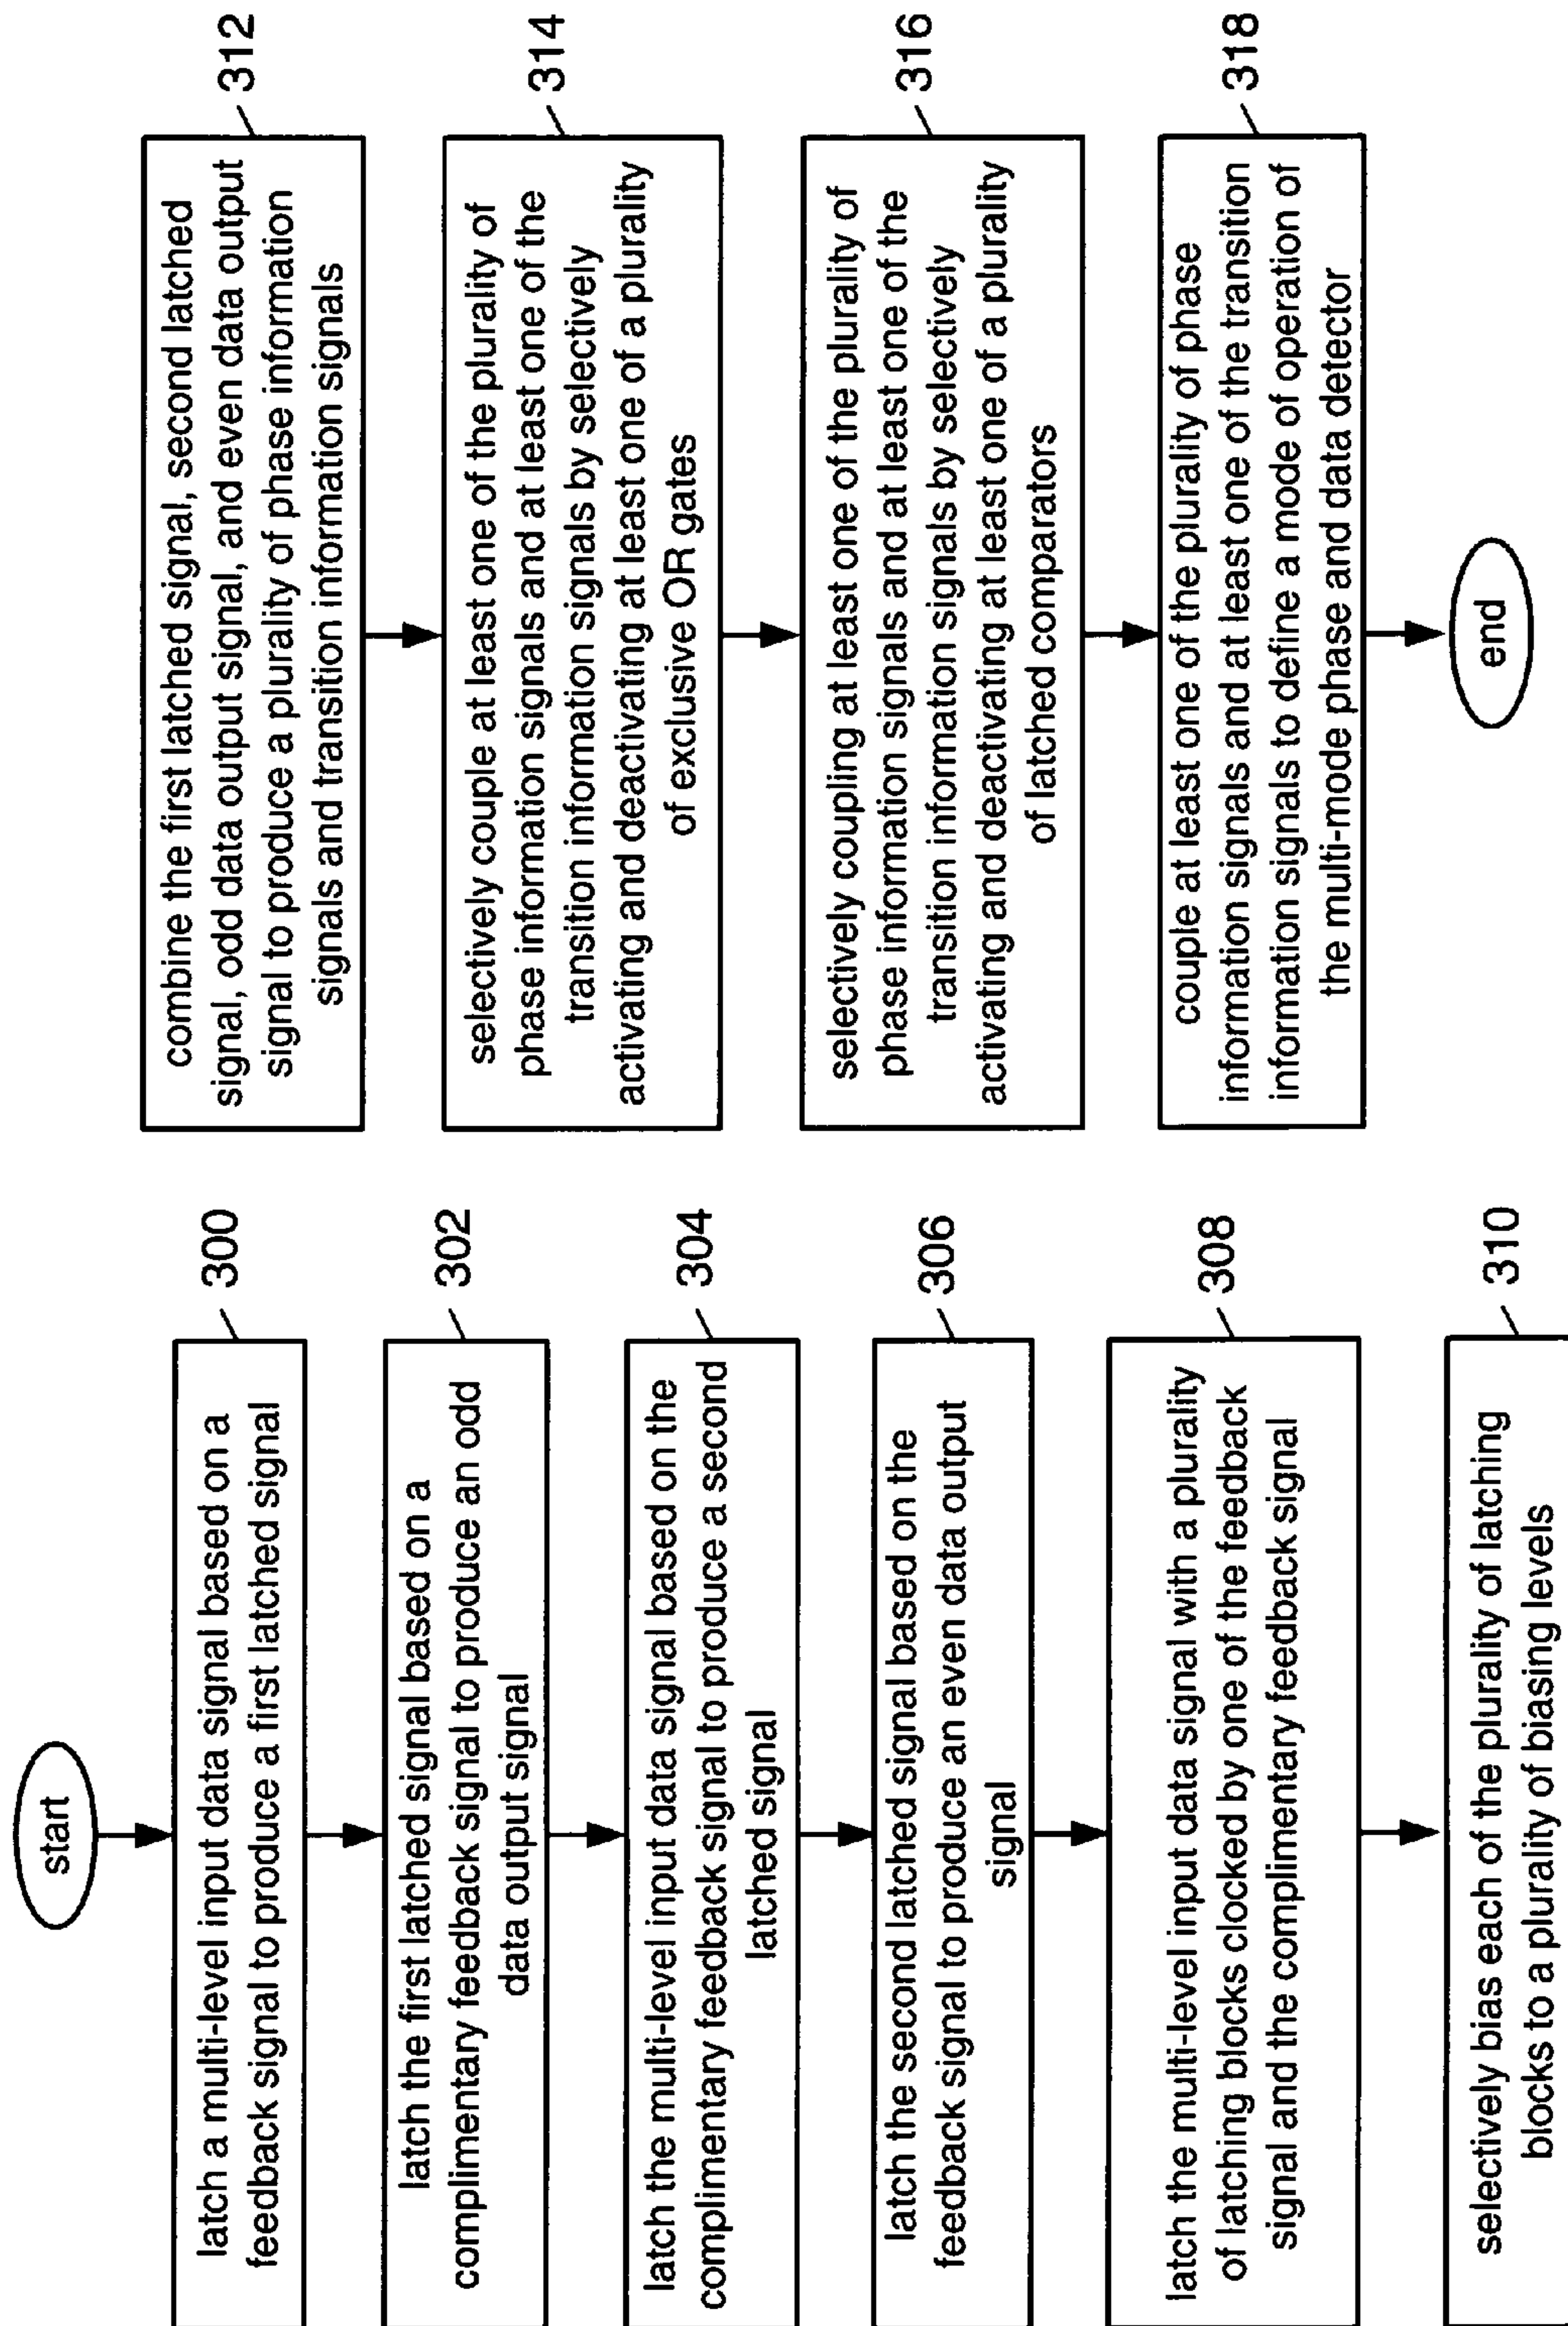 start
latch a multi-level input data signal based on a
feedback signal to produce a first latched signal
300
latch the first latched signal based on a
complimentary feedback signal to produce an odd
data output signal
302
latch the multi-level input data signal based on the
complimentary feedback signal to produce a second
latched signal
304
latch the second latched signal based on the
feedback signal to produce an even data output
signal
306
latch the multi-level input data signal with a plurality
of latching blocks clocked by one of the feedback
signal and the complimentary feedback signal
308
selectively bias each of the plurality of latching
blocks to a plurality of biasing levels
310
combine the first latched signal, second latched
signal, odd data output signal, and even data output
signal to produce a plurality of phase information
signals and transition information signals
312
selectively couple at least one of the plurality of
phase information signals and at least one of the
transition information signals by selectively
activating and deactivating at least one of a plurality
of exclusive OR gates
314
selectively coupling at least one of the plurality of
phase information signals and at least one of the
transition information signals by selectively
activating and deactivating at least one of a plurality
of latched comparators
316
couple at least one of the plurality of phase
information signals and at least one of the transition
information signals to define a mode of operation of
the multi-mode phase and data detector
318
end